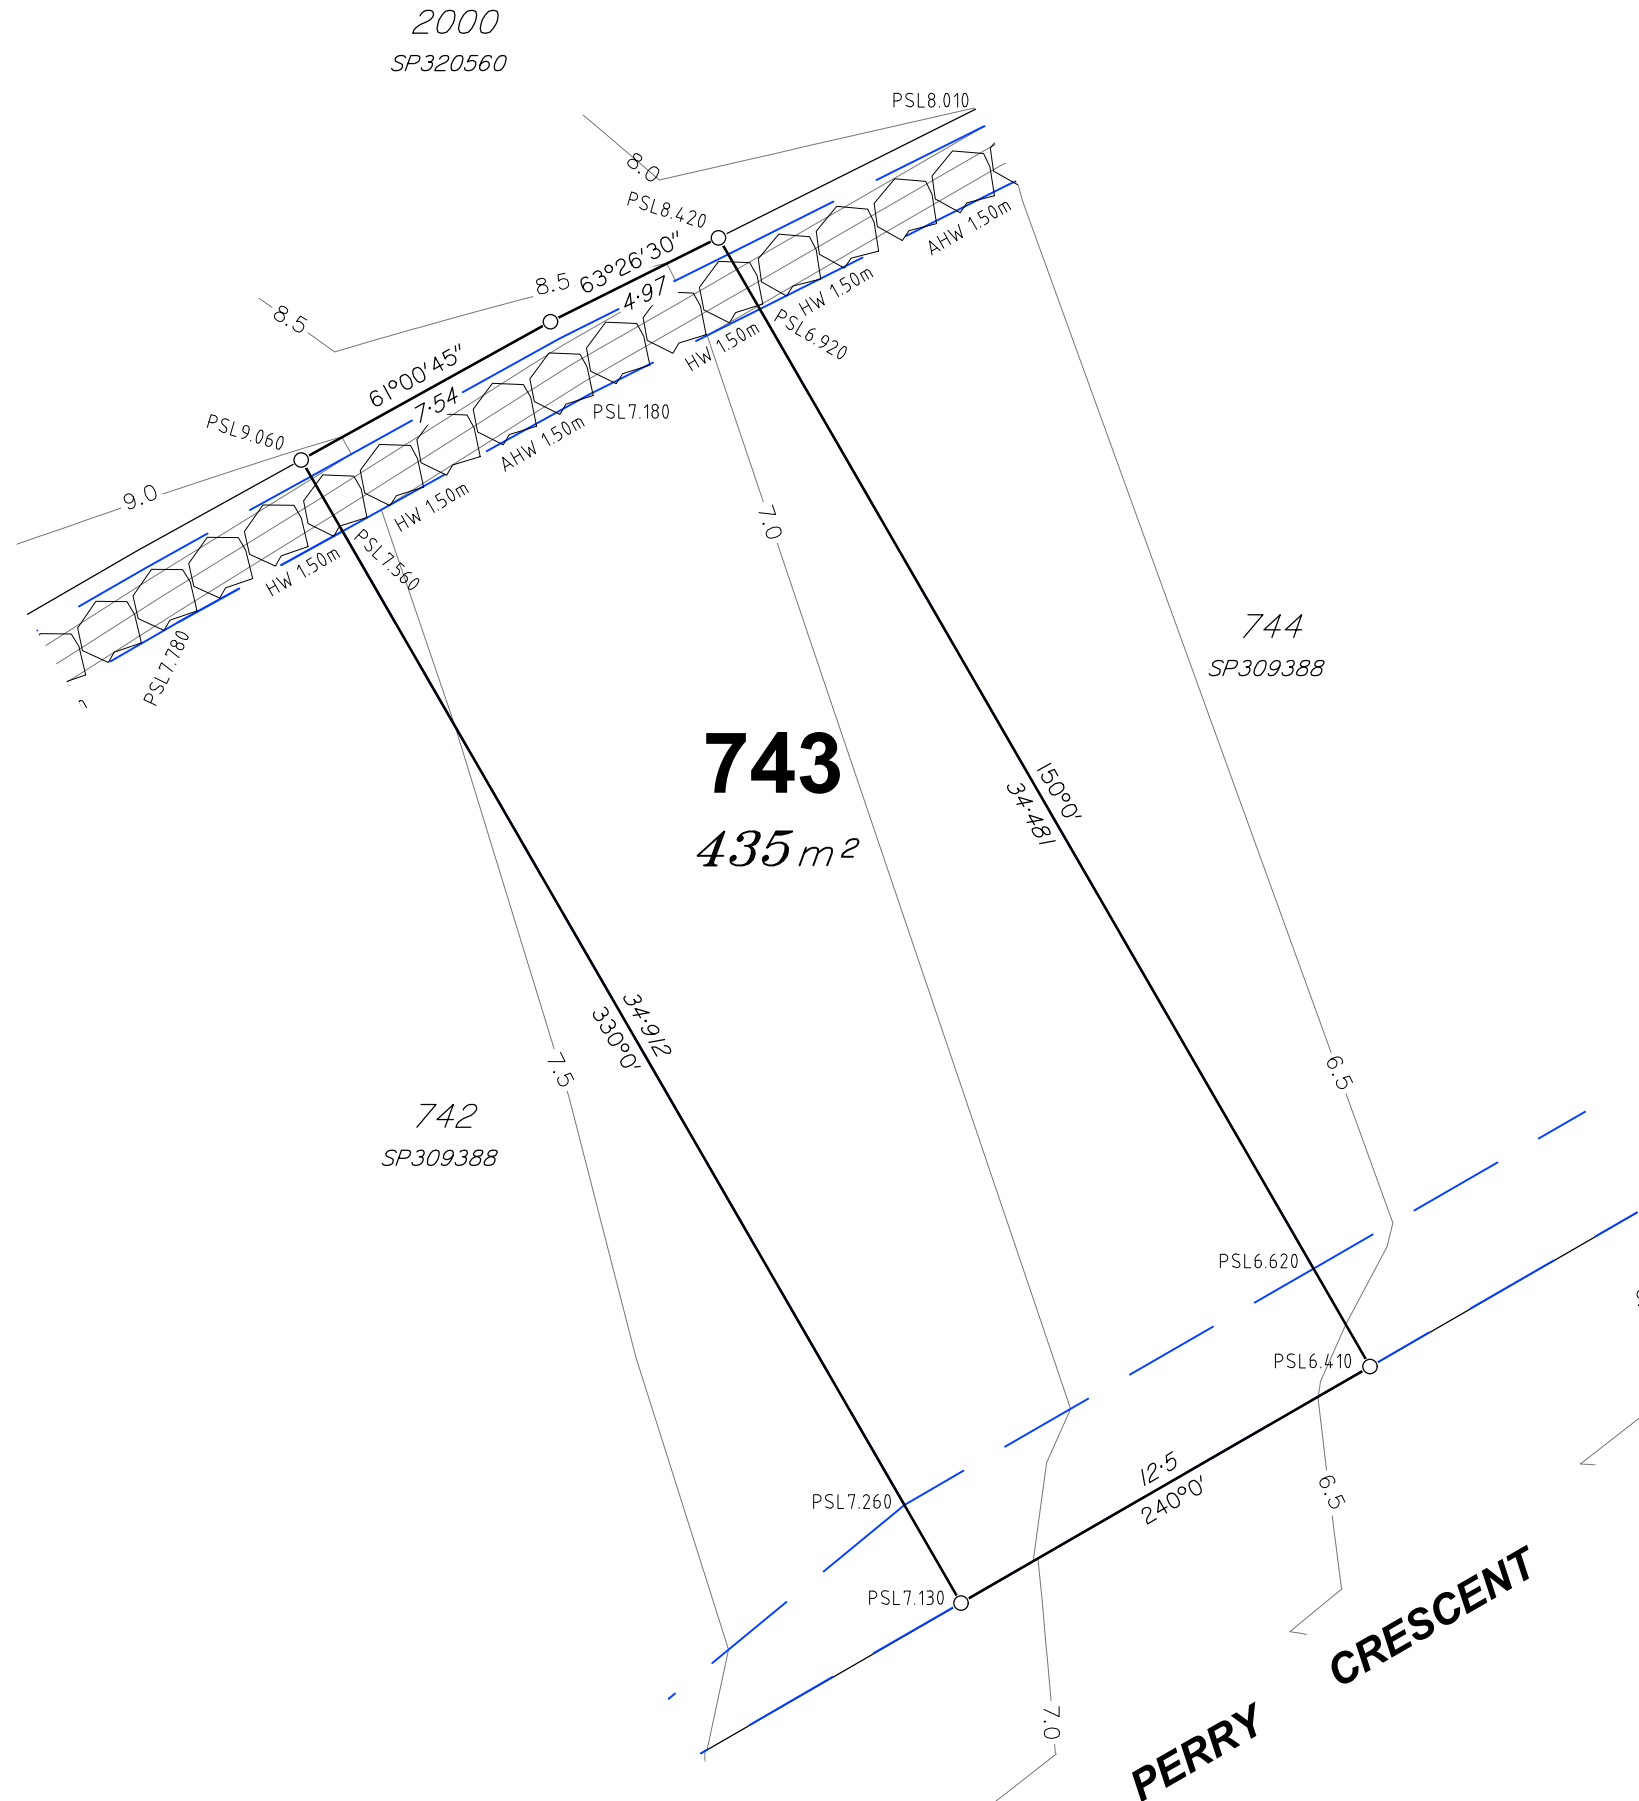 2000
SP320560
PSL8.010
8.0
PSL8.420
AHW 1.50m
63°26'30"
8.5
4·97
HW 1.50m
8.5
PSL6.920
HW 1.50m
61°00'45"
7·54
PSL7.180
PSL9.060
AHW 1.50m
9.0
HW 1.50m
7.0
PSL7.560
HW 1.50m
PSL7.780
744
SP309388
743
435 m²
150°0'
34·481
34·912
330°0'
7.5
6.5
742
SP309388
PSL6.620
PSL6.410
12·5
240°0'
6.5
PSL7.260
PSL7.130
7.0
PERRY CRESCENT